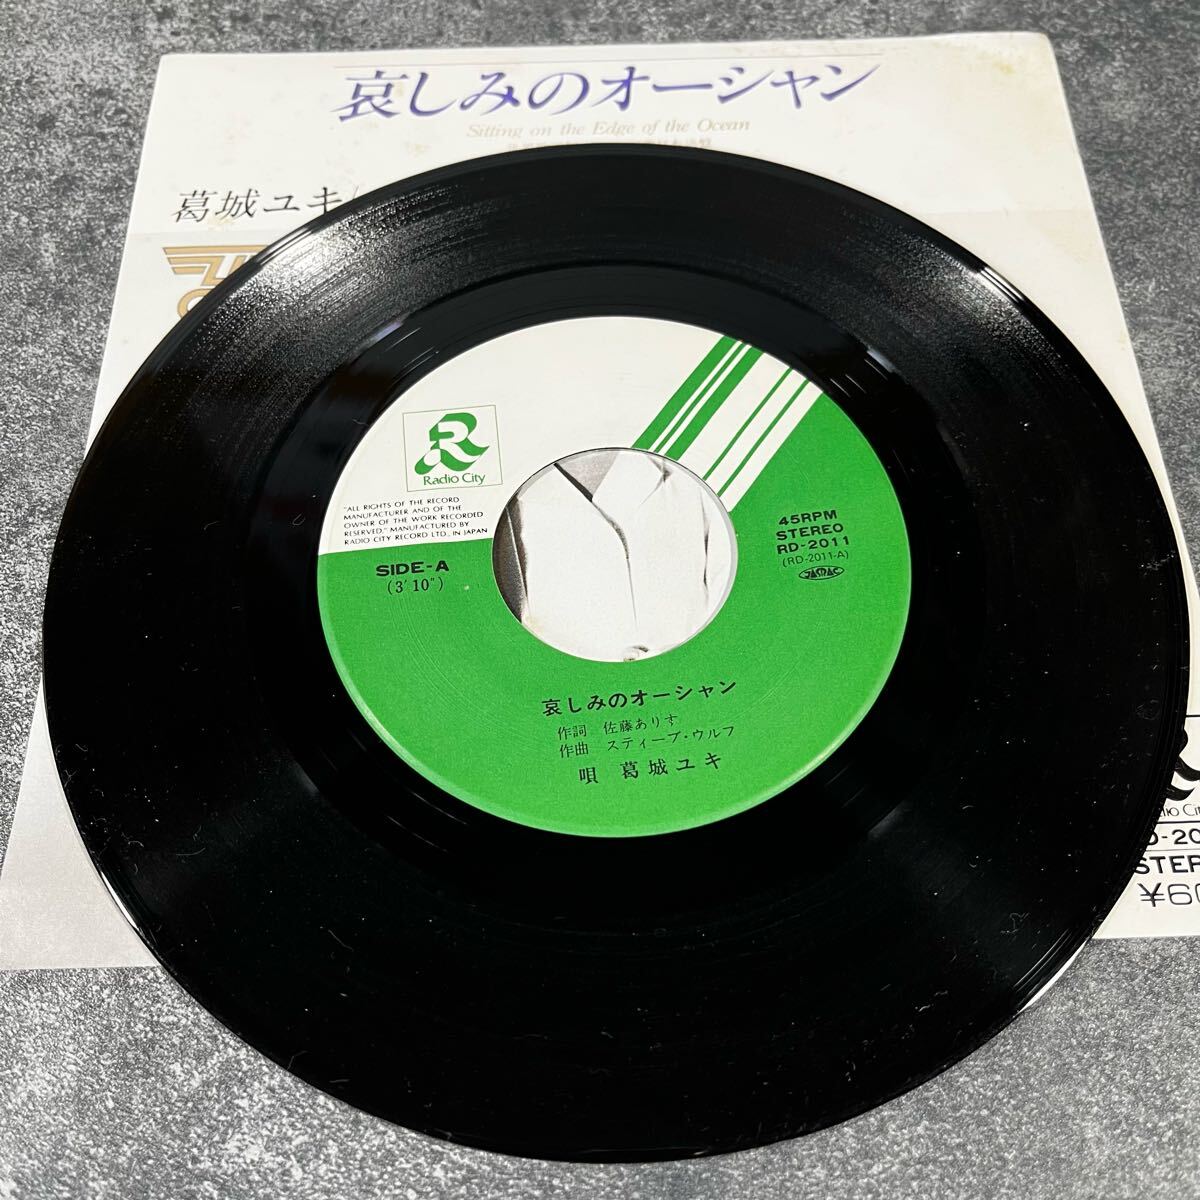 哀しみのオーシャン
Sitting on the Edge of the Ocean
葛城ユキ
Radio City
"ALL RIGHTS OF THE RECORD
MANUFACTURER AND OF THE
OWNER OF THE WORK RECORDED
RESERVED." MANUFACTURED BY
RADIO CITY RECORD LTD., IN JAPAN
SIDE-A
(3'10")
45RPM
STEREO
RD-2011
(RD-2011-A)
JASRAC
哀しみのオーシャン
作詞 佐藤ありす
作曲 スティーブ・ウルフ
唄 葛城ユキ